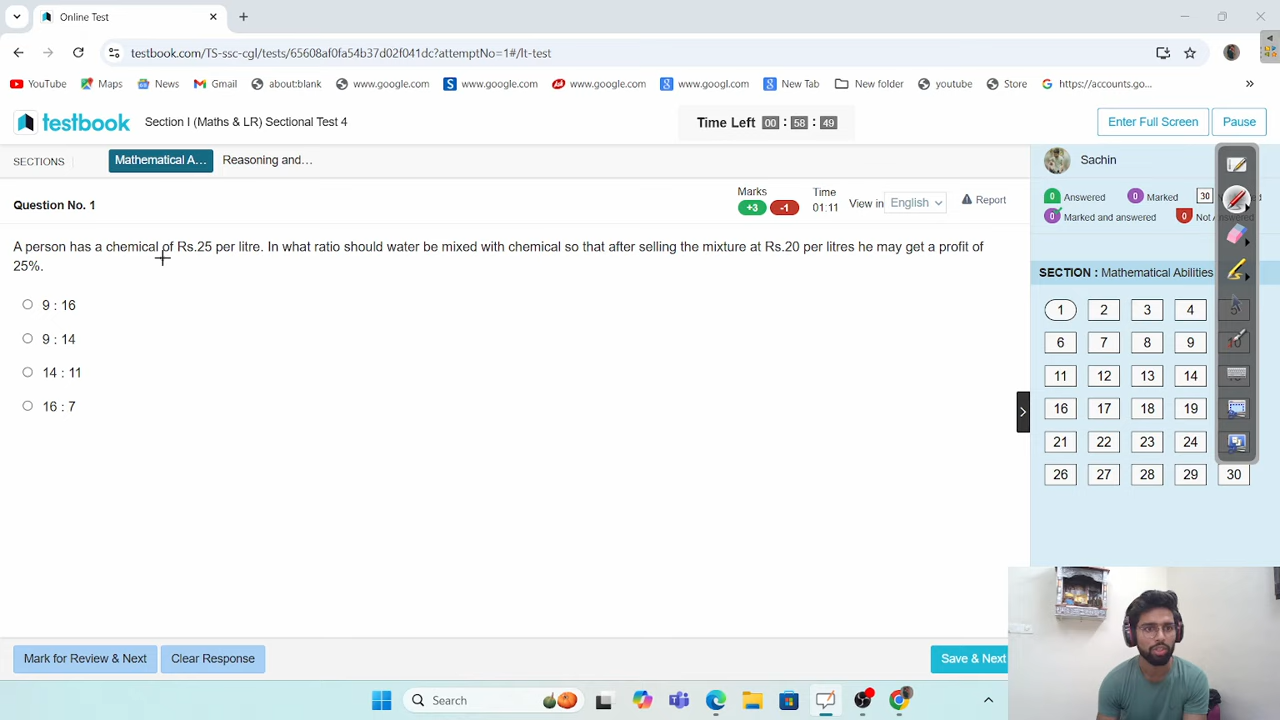 Online Test
testbook.com/TS-ssc-cgl/tests/65608af0fa54b37d02f041dc?attemptNo=1#/lt-test
YouTube Maps News Gmail about:blank www.google.com www.google.com www.google.com www.googl.com New Tab New folder youtube Store https://accounts.go...
testbook Section I (Maths & LR) Sectional Test 4 Time Left 00 : 58 : 49 Enter Full Screen Pause
SECTIONS Mathematical A... Reasoning and... Sachin
Question No. 1 Marks +3 -1 Time 01:11 View in English Report
0 Answered 0 Marked 30
0 Marked and answered 0
A person has a chemical of Rs.25 per litre. In what ratio should water be mixed with chemical so that after selling the mixture at Rs.20 per litres he may get a profit of
25%.
9 : 16
9 : 14
14 : 11
16 : 7
SECTION : Mathematical Abilities
1 2 3 4 5
6 7 8 9 10
11 12 13 14
16 17 18 19
21 22 23 24
26 27 28 29 30
Mark for Review & Next Clear Response Save & Next
Search